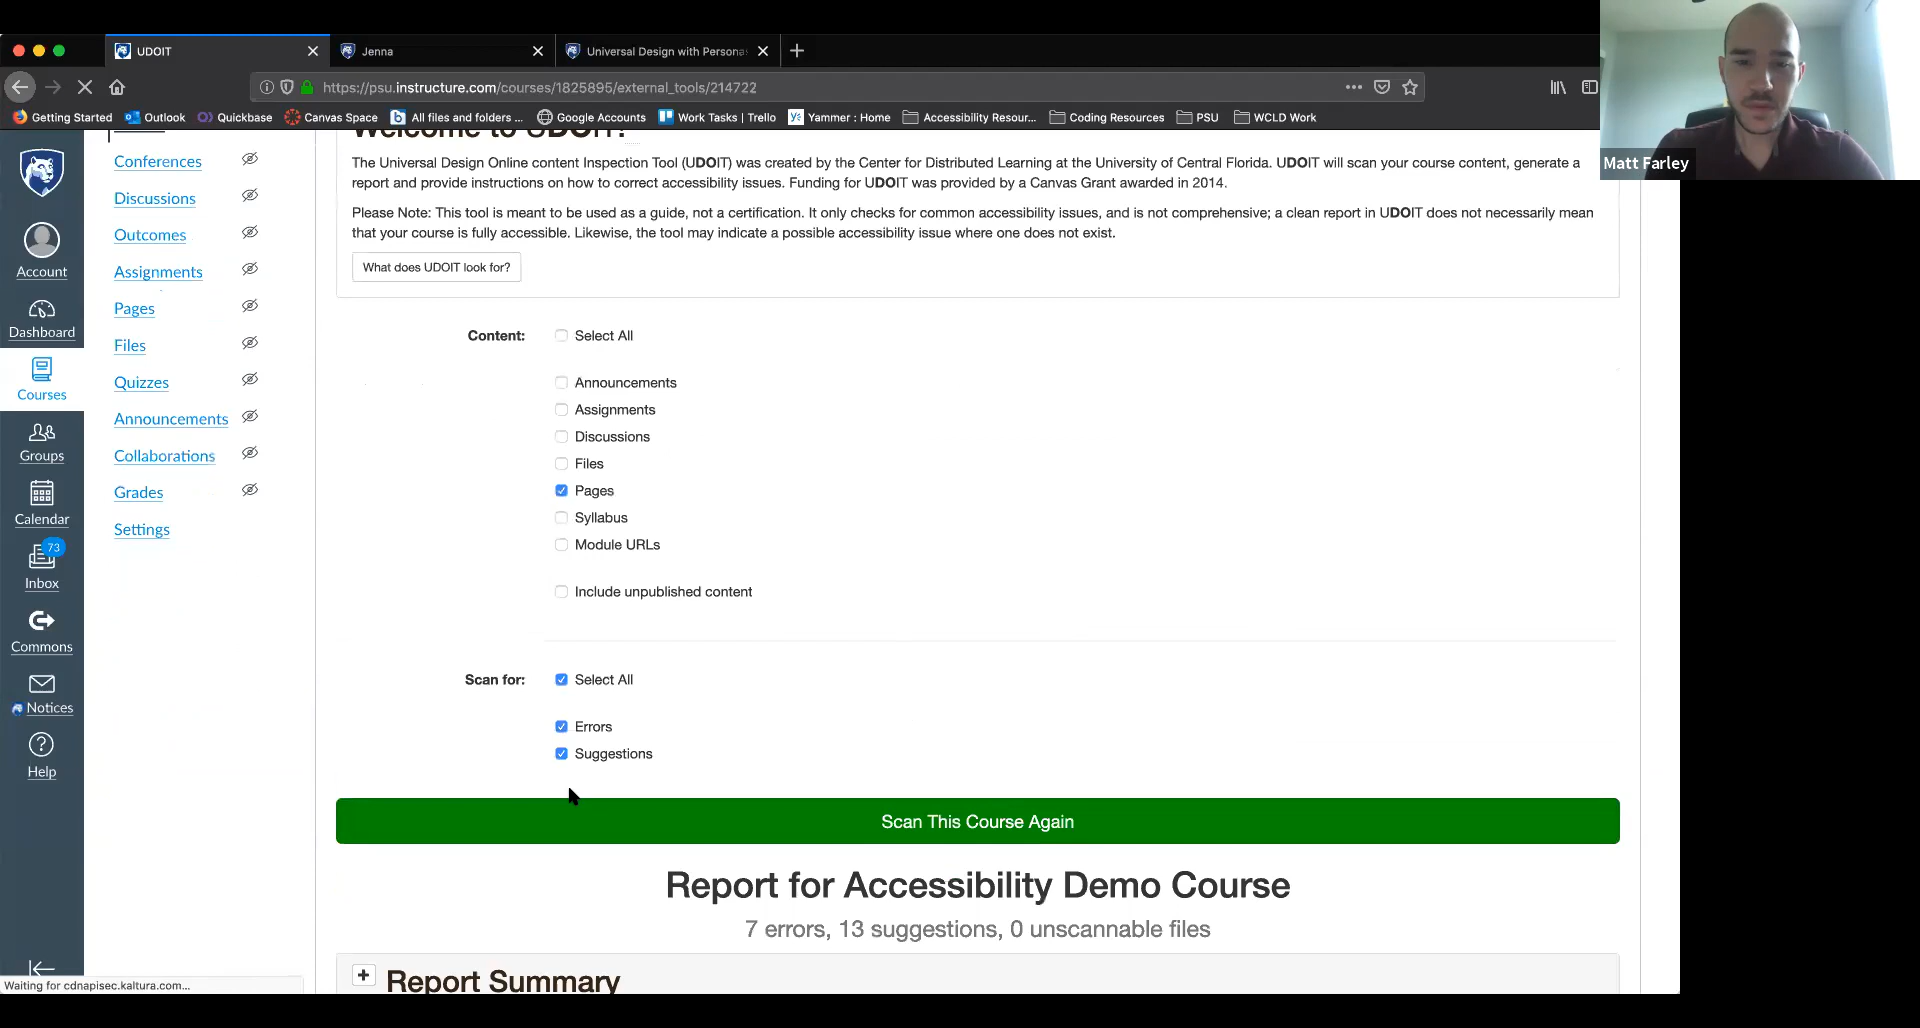 UDOIT
Jenna
Universal Design with Persona
https://psu.instructure.com/courses/1825895/external_tools/214722
Getting Started
Outlook
Quickbase
Canvas Space
All files and folders ...
Google Accounts
Work Tasks | Trello
Yammer : Home
Accessibility Resour...
Coding Resources
PSU
WCLD Work
Matt Farley
Account
Dashboard
Courses
Groups
Calendar
73
Inbox
Commons
Notices
Help
Conferences
Discussions
Outcomes
Assignments
Pages
Files
Quizzes
Announcements
Collaborations
Grades
Settings
Welcome to UDOIT!
The Universal Design Online content Inspection Tool (UDOIT) was created by the Center for Distributed Learning at the University of Central Florida. UDOIT will scan your course content, generate a
report and provide instructions on how to correct accessibility issues. Funding for UDOIT was provided by a Canvas Grant awarded in 2014.
Please Note: This tool is meant to be used as a guide, not a certification. It only checks for common accessibility issues, and is not comprehensive; a clean report in UDOIT does not necessarily mean
that your course is fully accessible. Likewise, the tool may indicate a possible accessibility issue where one does not exist.
What does UDOIT look for?
Content:
Select All
Announcements
Assignments
Discussions
Files
Pages
Syllabus
Module URLs
Include unpublished content
Scan for:
Select All
Errors
Suggestions
Scan This Course Again
Report for Accessibility Demo Course
7 errors, 13 suggestions, 0 unscannable files
Report Summary
Waiting for cdnapisec.kaltura.com...